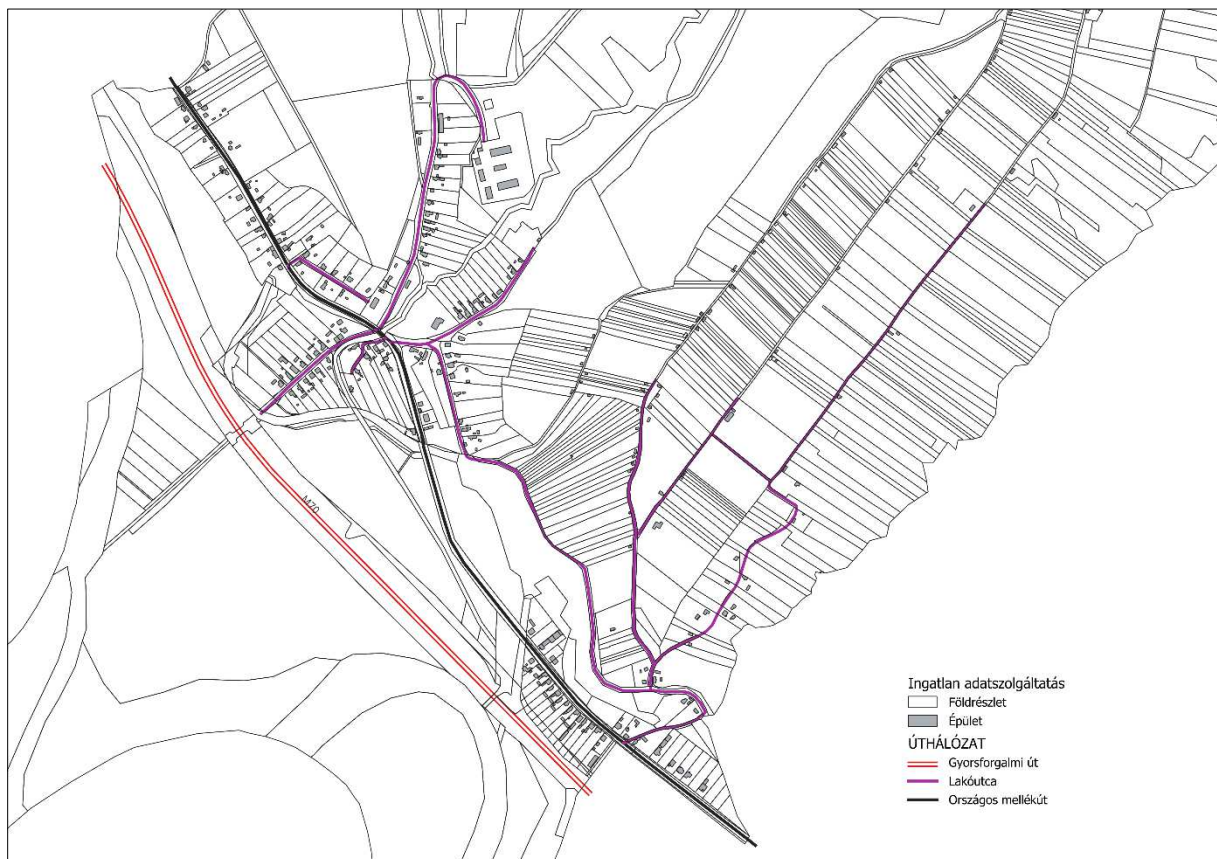 M70
Ingatlan adatszolgáltatás
Földrészlet
Épület
ÚTHÁLÓZAT
Gyorsforgalmi út
Lakóutca
Országos mellékút